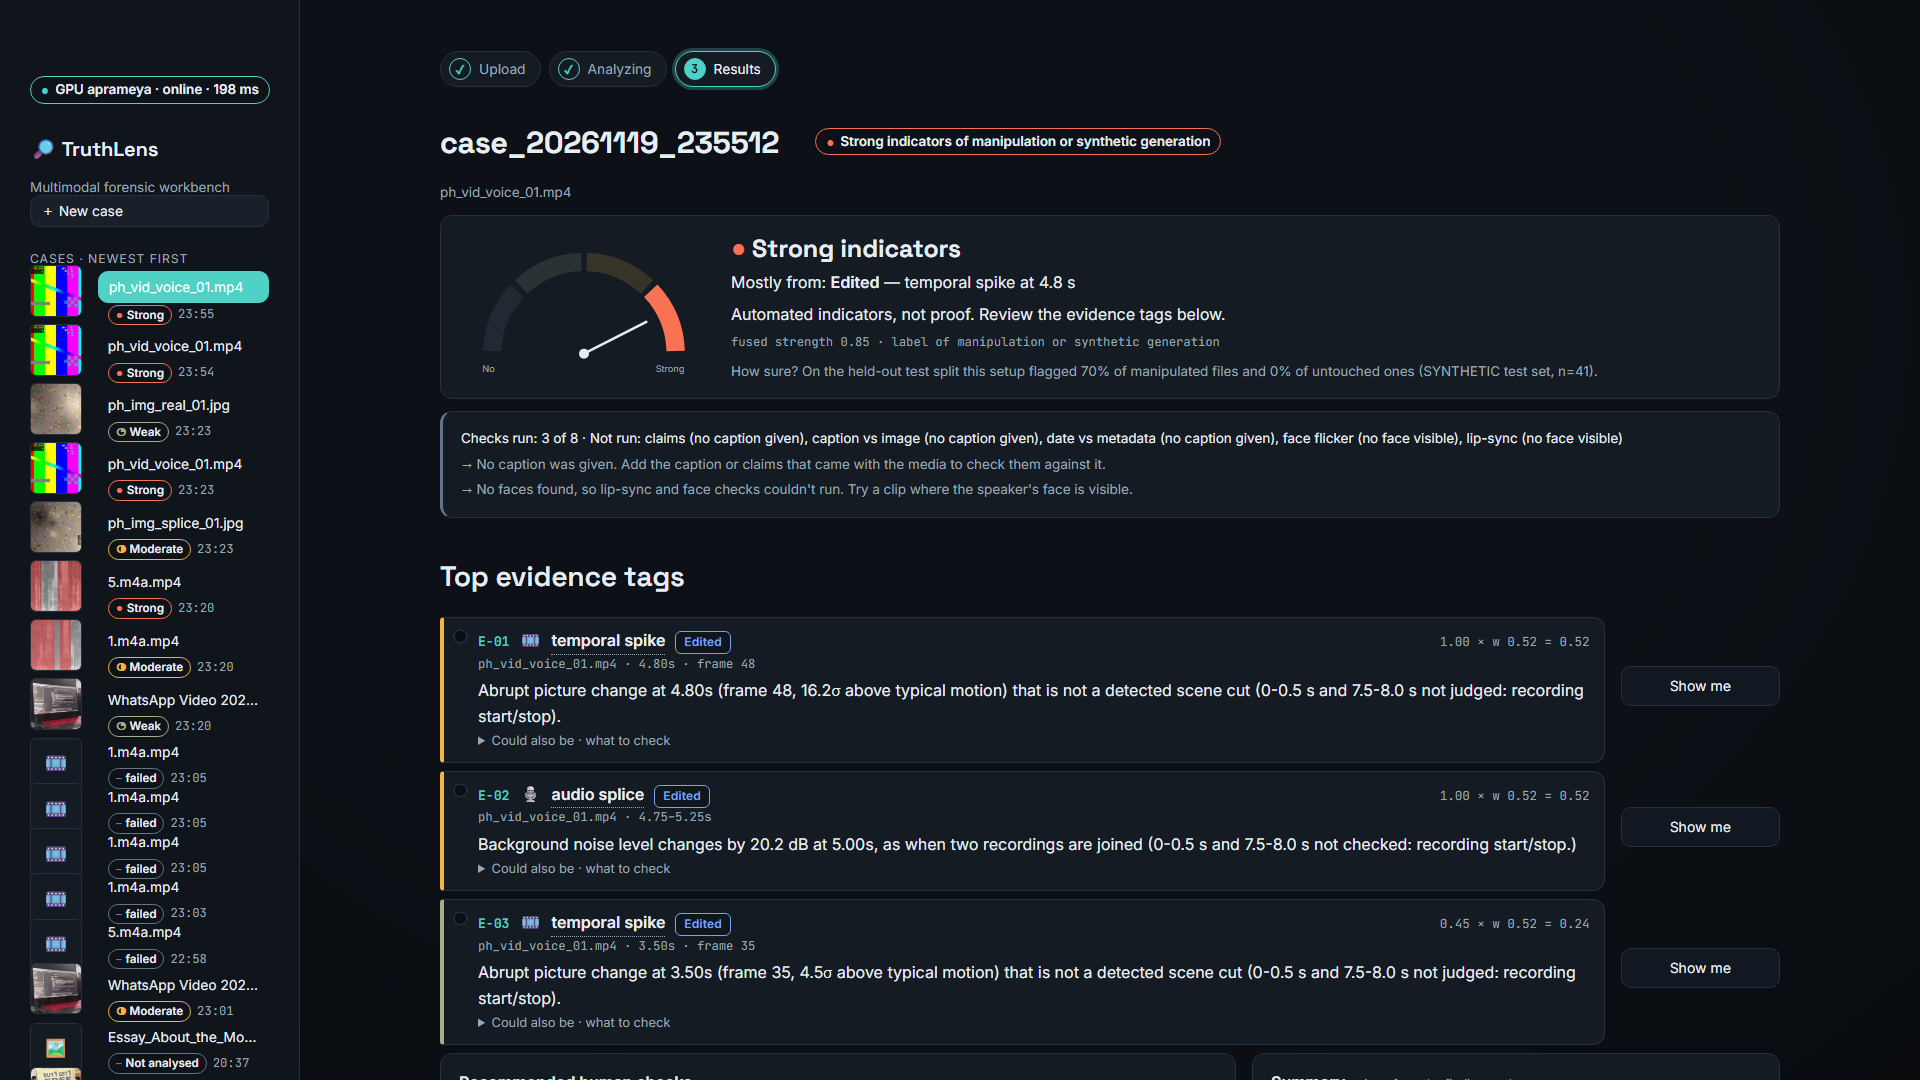 GPU aprameya · online · 198 ms
TruthLens
Multimodal forensic workbench
+ New case
CASES · NEWEST FIRST
ph_vid_voice_01.mp4
Strong 23:55
ph_vid_voice_01.mp4
Strong 23:54
ph_img_real_01.jpg
Weak 23:23
ph_vid_voice_01.mp4
Strong 23:23
ph_img_splice_01.jpg
Moderate 23:23
5.m4a.mp4
Strong 23:20
1.m4a.mp4
Moderate 23:20
WhatsApp Video 202...
Weak 23:20
1.m4a.mp4
– failed 23:05
1.m4a.mp4
– failed 23:05
1.m4a.mp4
– failed 23:05
1.m4a.mp4
– failed 23:03
5.m4a.mp4
– failed 22:58
WhatsApp Video 202...
Moderate 23:01
Essay_About_the_Mo...
– Not analysed 20:37
✓ Upload ✓ Analyzing 3 Results
case_20261119_235512
Strong indicators of manipulation or synthetic generation
ph_vid_voice_01.mp4
No
Strong
Strong indicators
Mostly from: Edited — temporal spike at 4.8 s
Automated indicators, not proof. Review the evidence tags below.
fused strength 0.85 · label of manipulation or synthetic generation
How sure? On the held-out test split this setup flagged 70% of manipulated files and 0% of untouched ones (SYNTHETIC test set, n=41).
Checks run: 3 of 8 · Not run: claims (no caption given), caption vs image (no caption given), date vs metadata (no caption given), face flicker (no face visible), lip-sync (no face visible)
→ No caption was given. Add the caption or claims that came with the media to check them against it.
→ No faces found, so lip-sync and face checks couldn't run. Try a clip where the speaker's face is visible.
Top evidence tags
E-01 temporal spike Edited 1.00 × w 0.52 = 0.52
ph_vid_voice_01.mp4 · 4.80s · frame 48
Abrupt picture change at 4.80s (frame 48, 16.2σ above typical motion) that is not a detected scene cut (0-0.5 s and 7.5-8.0 s not judged: recording
start/stop).
▶ Could also be · what to check
Show me
E-02 audio splice Edited 1.00 × w 0.52 = 0.52
ph_vid_voice_01.mp4 · 4.75–5.25s
Background noise level changes by 20.2 dB at 5.00s, as when two recordings are joined (0-0.5 s and 7.5-8.0 s not checked: recording start/stop.)
▶ Could also be · what to check
Show me
E-03 temporal spike Edited 0.45 × w 0.52 = 0.24
ph_vid_voice_01.mp4 · 3.50s · frame 35
Abrupt picture change at 3.50s (frame 35, 4.5σ above typical motion) that is not a detected scene cut (0-0.5 s and 7.5-8.0 s not judged: recording
start/stop).
▶ Could also be · what to check
Show me